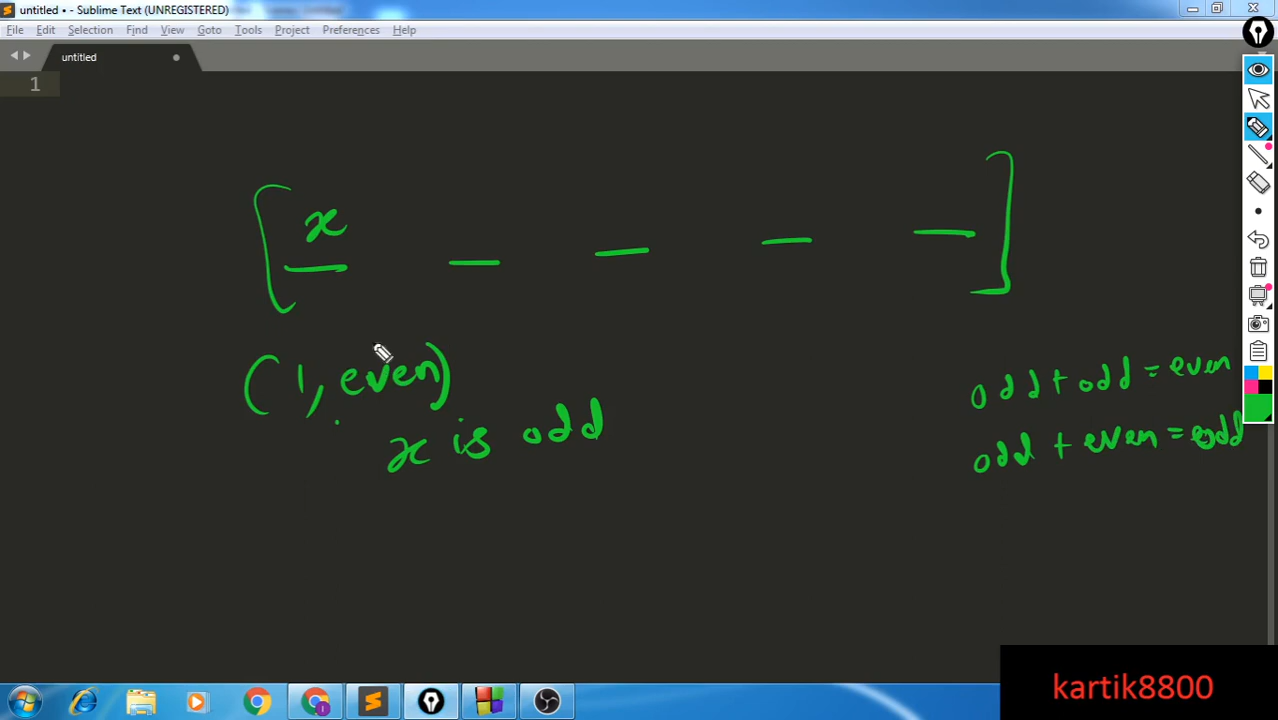 untitled • - Sublime Text (UNREGISTERED)
File Edit Selection Find View Goto Tools Project Preferences Help
untitled
1
[ x _ _ _ _ ]
(1, even)
x is odd
odd + odd = even
odd + even = odd
kartik8800